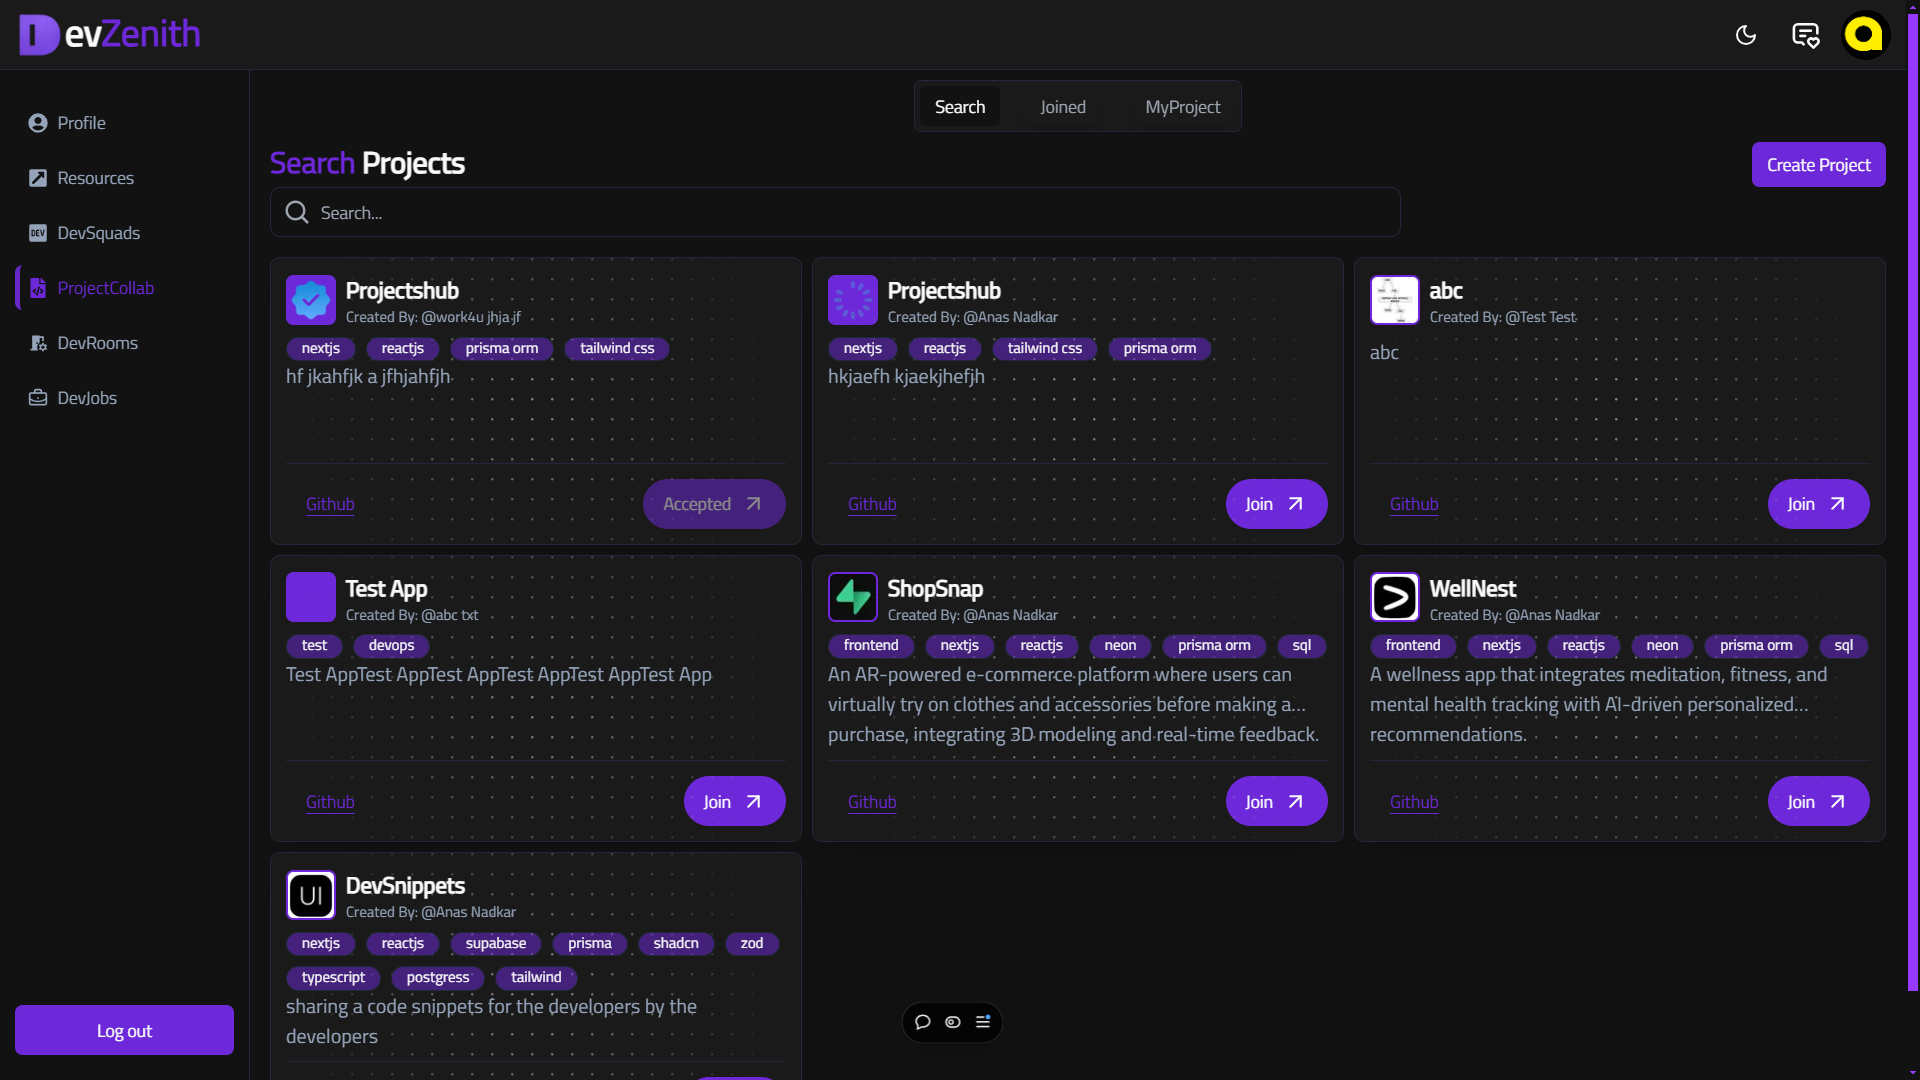 DevZenith
Profile
Resources
DEV
DevSquads
ProjectCollab
DevRooms
DevJobs
Log out
Search
Joined
MyProject
Search Projects
Create Project
Search...
Projectshub
Created By: @work4u jhja jf
nextjs reactjs prisma orm tailwind css
hf jkahfjk a jfhjahfjh
Github
Accepted
Projectshub
Created By: @Anas Nadkar
nextjs reactjs tailwind css prisma orm
hkjaefh kjaekjhefjh
Github
Join
abc
Created By: @Test Test
abc
Github
Join
Test App
Created By: @abc txt
test devops
Test AppTest AppTest AppTest AppTest AppTest App
Github
Join
ShopSnap
Created By: @Anas Nadkar
frontend nextjs reactjs neon prisma orm sql
An AR-powered e-commerce platform where users can
virtually try on clothes and accessories before making a...
purchase, integrating 3D modeling and real-time feedback.
Github
Join
WellNest
Created By: @Anas Nadkar
frontend nextjs reactjs neon prisma orm sql
A wellness app that integrates meditation, fitness, and
mental health tracking with AI-driven personalized...
recommendations.
Github
Join
UI
DevSnippets
Created By: @Anas Nadkar
nextjs reactjs supabase prisma shadcn zod
typescript postgress tailwind
sharing a code snippets for the developers by the
developers